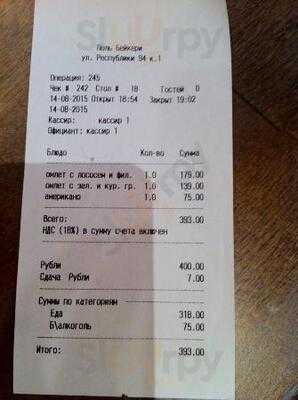 Sluurpy
Поль Бейкери
ул. Республики 94 к.1
Операция: 245
Чек # 242 Стол # 18 Гостей 0
14-08-2015 Открыт 18:54 Закрыт 19:02
14-08-2015
Кассир: кассир 1
Официант: кассир 1
Блюдо Кол-во Сумма
омлет с лососем и фил. 1.0 179.00
омлет с зел. и кур. гр. 1.0 139.00
американо 1.0 75.00
Всего: 393.00
НДС (18%) в сумму счета включен
Рубли 400.00
Сдача Рубли 7.00
Суммы по категориям
Еда 318.00
Б\алкоголь 75.00
Итого: 393.00